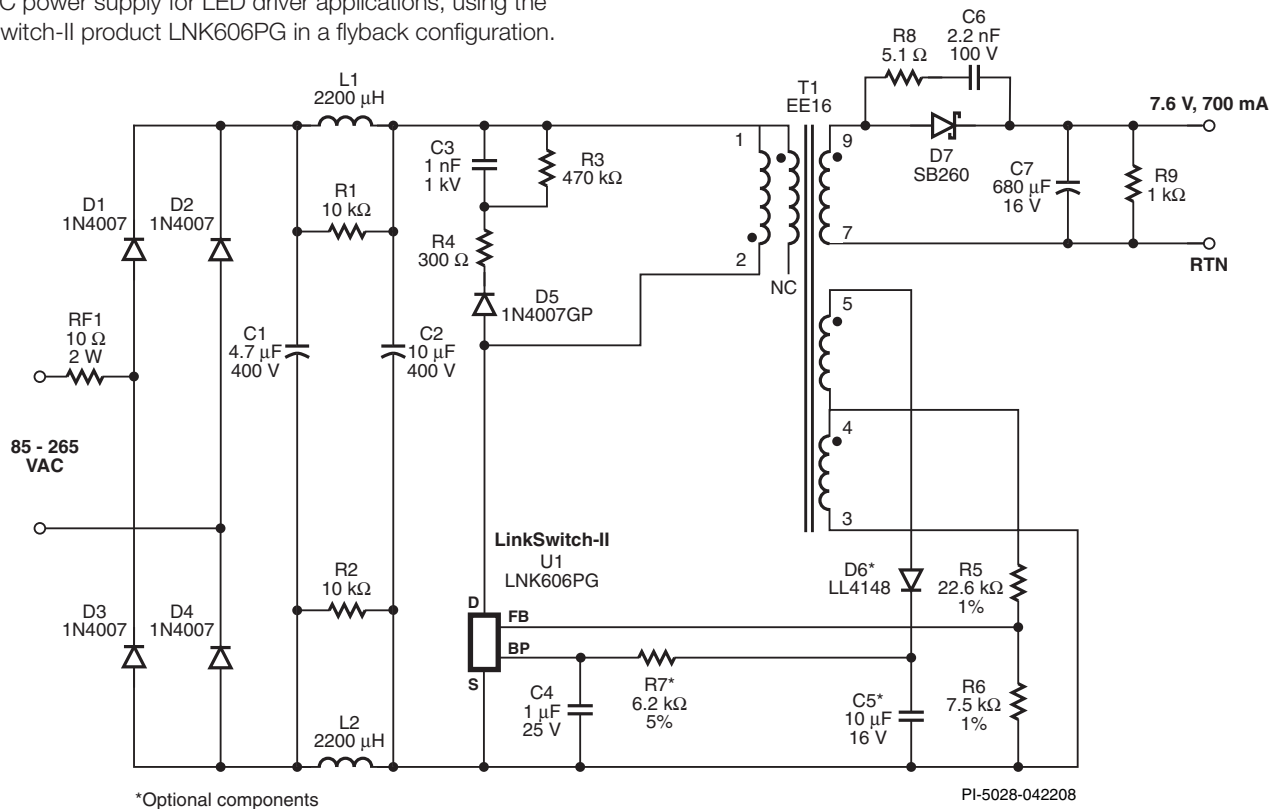 C power supply for LED driver applications, using the
witch-II product LNK606PG in a flyback configuration.
C6
2.2 nF
100 V
R8
5.1 Ω
L1
2200 μH
T1
EE16
7.6 V, 700 mA
1
9
C3
1 nF
1 kV
R3
470 kΩ
D7
SB260
C7
680 μF
16 V
R9
1 kΩ
R1
10 kΩ
D1
1N4007
D2
1N4007
R4
300 Ω
2
7
NC
RTN
D5
1N4007GP
5
RF1
10 Ω
2 W
C1
4.7 μF
400 V
C2
10 μF
400 V
4
85 - 265
VAC
3
LinkSwitch-II
U1
LNK606PG
R2
10 kΩ
D6*
LL4148
R5
22.6 kΩ
1%
D3
1N4007
D4
1N4007
D
FB
BP
S
R7*
6.2 kΩ
5%
C4
1 μF
25 V
C5*
10 μF
16 V
R6
7.5 kΩ
1%
L2
2200 μH
*Optional components
PI-5028-042208